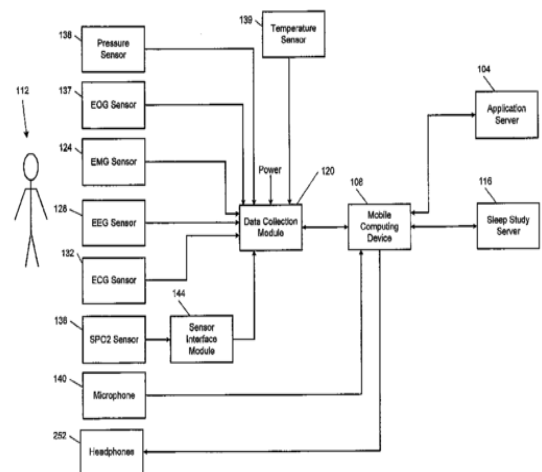 138
Pressure
Sensor
139
Temperature
Sensor
112
137
EOG Sensor
104
Application
Server
124
EMG Sensor
Power
120
Data Collection
Module
108
Mobile
Computing
Device
116
Sleep Study
Server
128
EEG Sensor
132
ECG Sensor
144
Sensor
Interface
Module
138
SPO2 Sensor
140
Microphone
252
Headphones